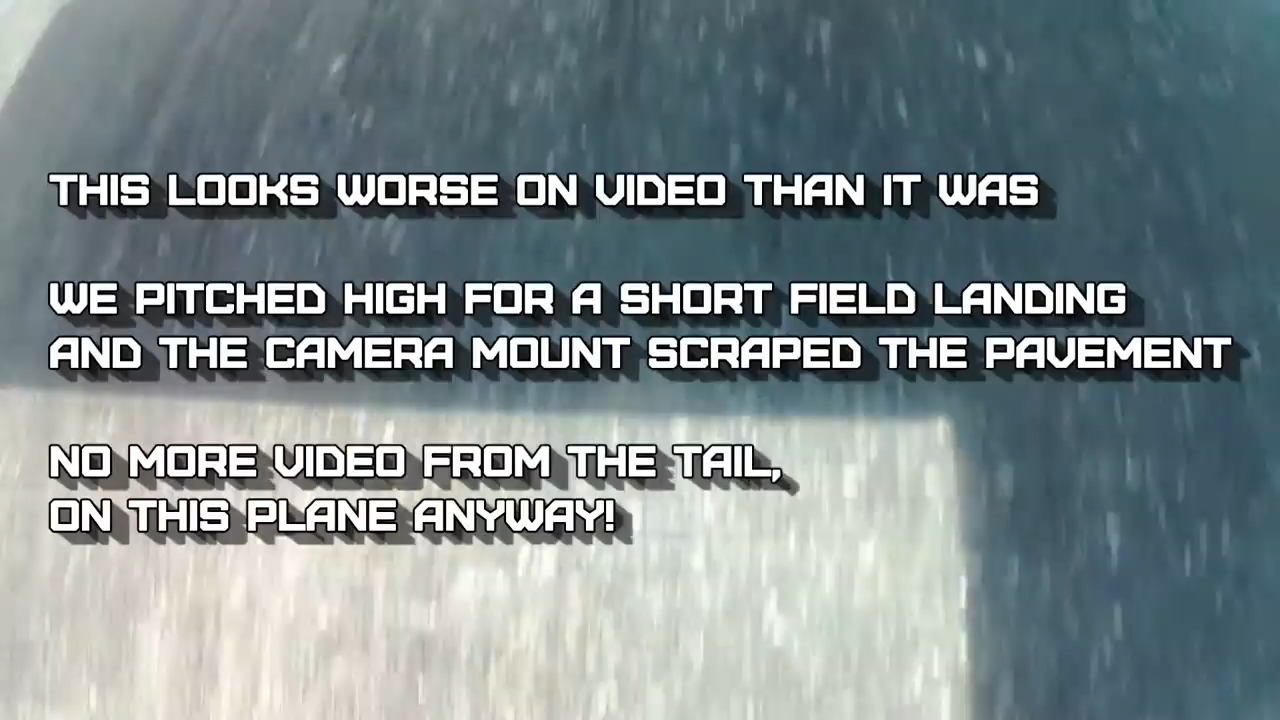 THIS LOOKS WORSE ON VIDEO THAN IT WAS
WE PITCHED HIGH FOR A SHORT FIELD LANDING
AND THE CAMERA MOUNT SCRAPED THE PAVEMENT
NO MORE VIDEO FROM THE TAIL,
ON THIS PLANE ANYWAY!